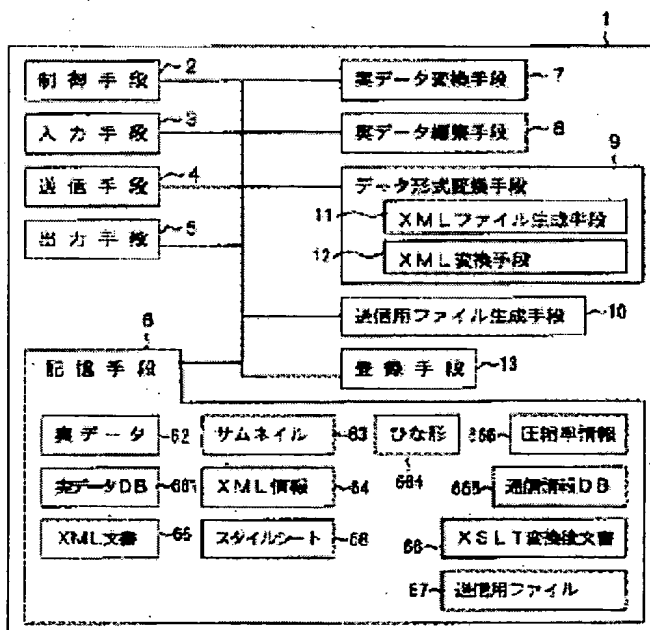 1
制御手段 2
入力手段 3
送信手段 4
出力手段 5
実データ変換手段 7
実データ編集手段 8
9
データ形式変換手段
11 XMLファイル生成手段
12 XML変換手段
送信用ファイル生成手段 10
登録手段 13
6
記憶手段
実データ 62 サムネイル 63 ひな形 664 圧縮率情報
実データDB XML情報 64 通信情報DB
XML文書 65 スタイルシート 68 66 XSLT変換後文書
67 送信用ファイル